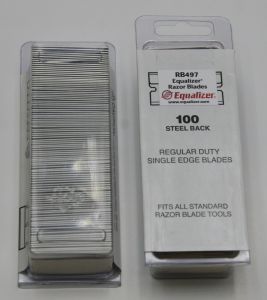 RB497
Equalizer®
Razor Blades
Equalizer®
www.equalizer.com
100
STEEL BACK
REGULAR DUTY
SINGLE EDGE BLADES
FITS ALL STANDARD
RAZOR BLADE TOOLS